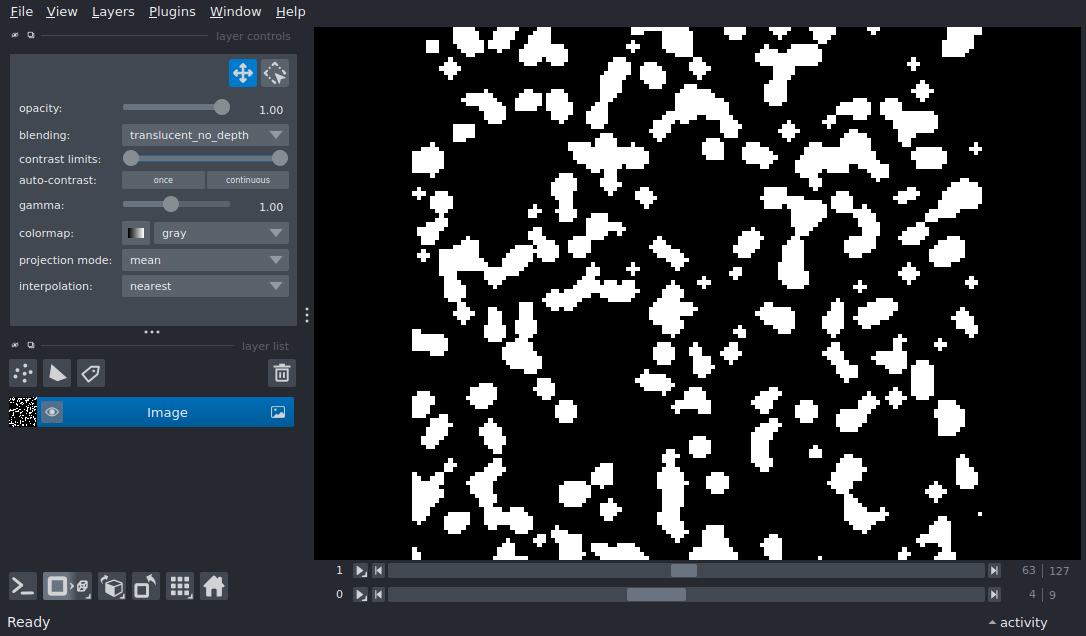 File View Layers Plugins Window Help
layer controls
opacity: 1.00
blending: translucent_no_depth
contrast limits:
auto-contrast: once continuous
gamma: 1.00
colormap: gray
projection mode: mean
interpolation: nearest
layer list
Image
1 63 127
0 4 9
Ready activity